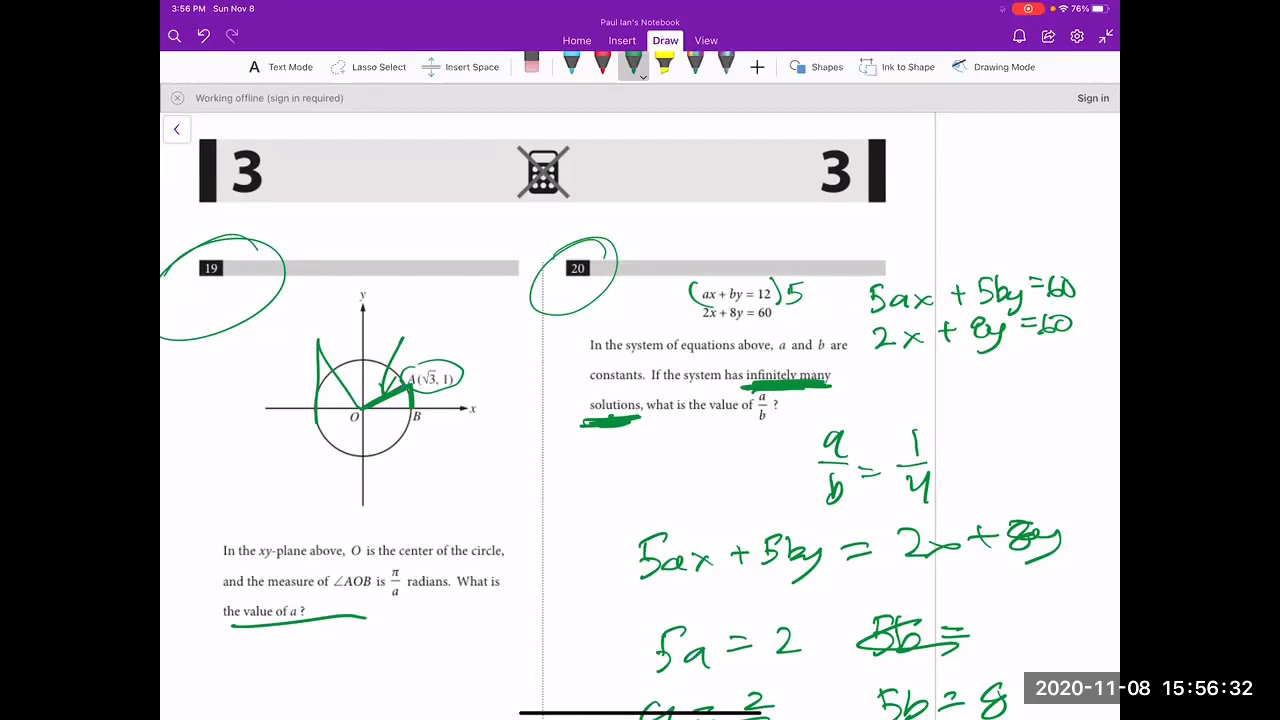 3:56 PM Sun Nov 8
76%
Paul Ian's Notebook
Home Insert Draw View
A Text Mode Lasso Select Insert Space Shapes Ink to Shape Drawing Mode
Working offline (sign in required)
Sign in
3 3
19
y
A(√3, 1)
O B x
In the xy-plane above, O is the center of the circle,
and the measure of ∠AOB is π/a radians. What is
the value of a ?
20
(ax + by = 12)5
2x + 8y = 60
5ax + 5by = 60
2x + 8y = 60
In the system of equations above, a and b are
constants. If the system has infinitely many
solutions, what is the value of a/b ?
a/b = 1/4
5ax + 5by = 2x + 8y
5a = 2 5b =
5b = 8
2020-11-08 15:56:32